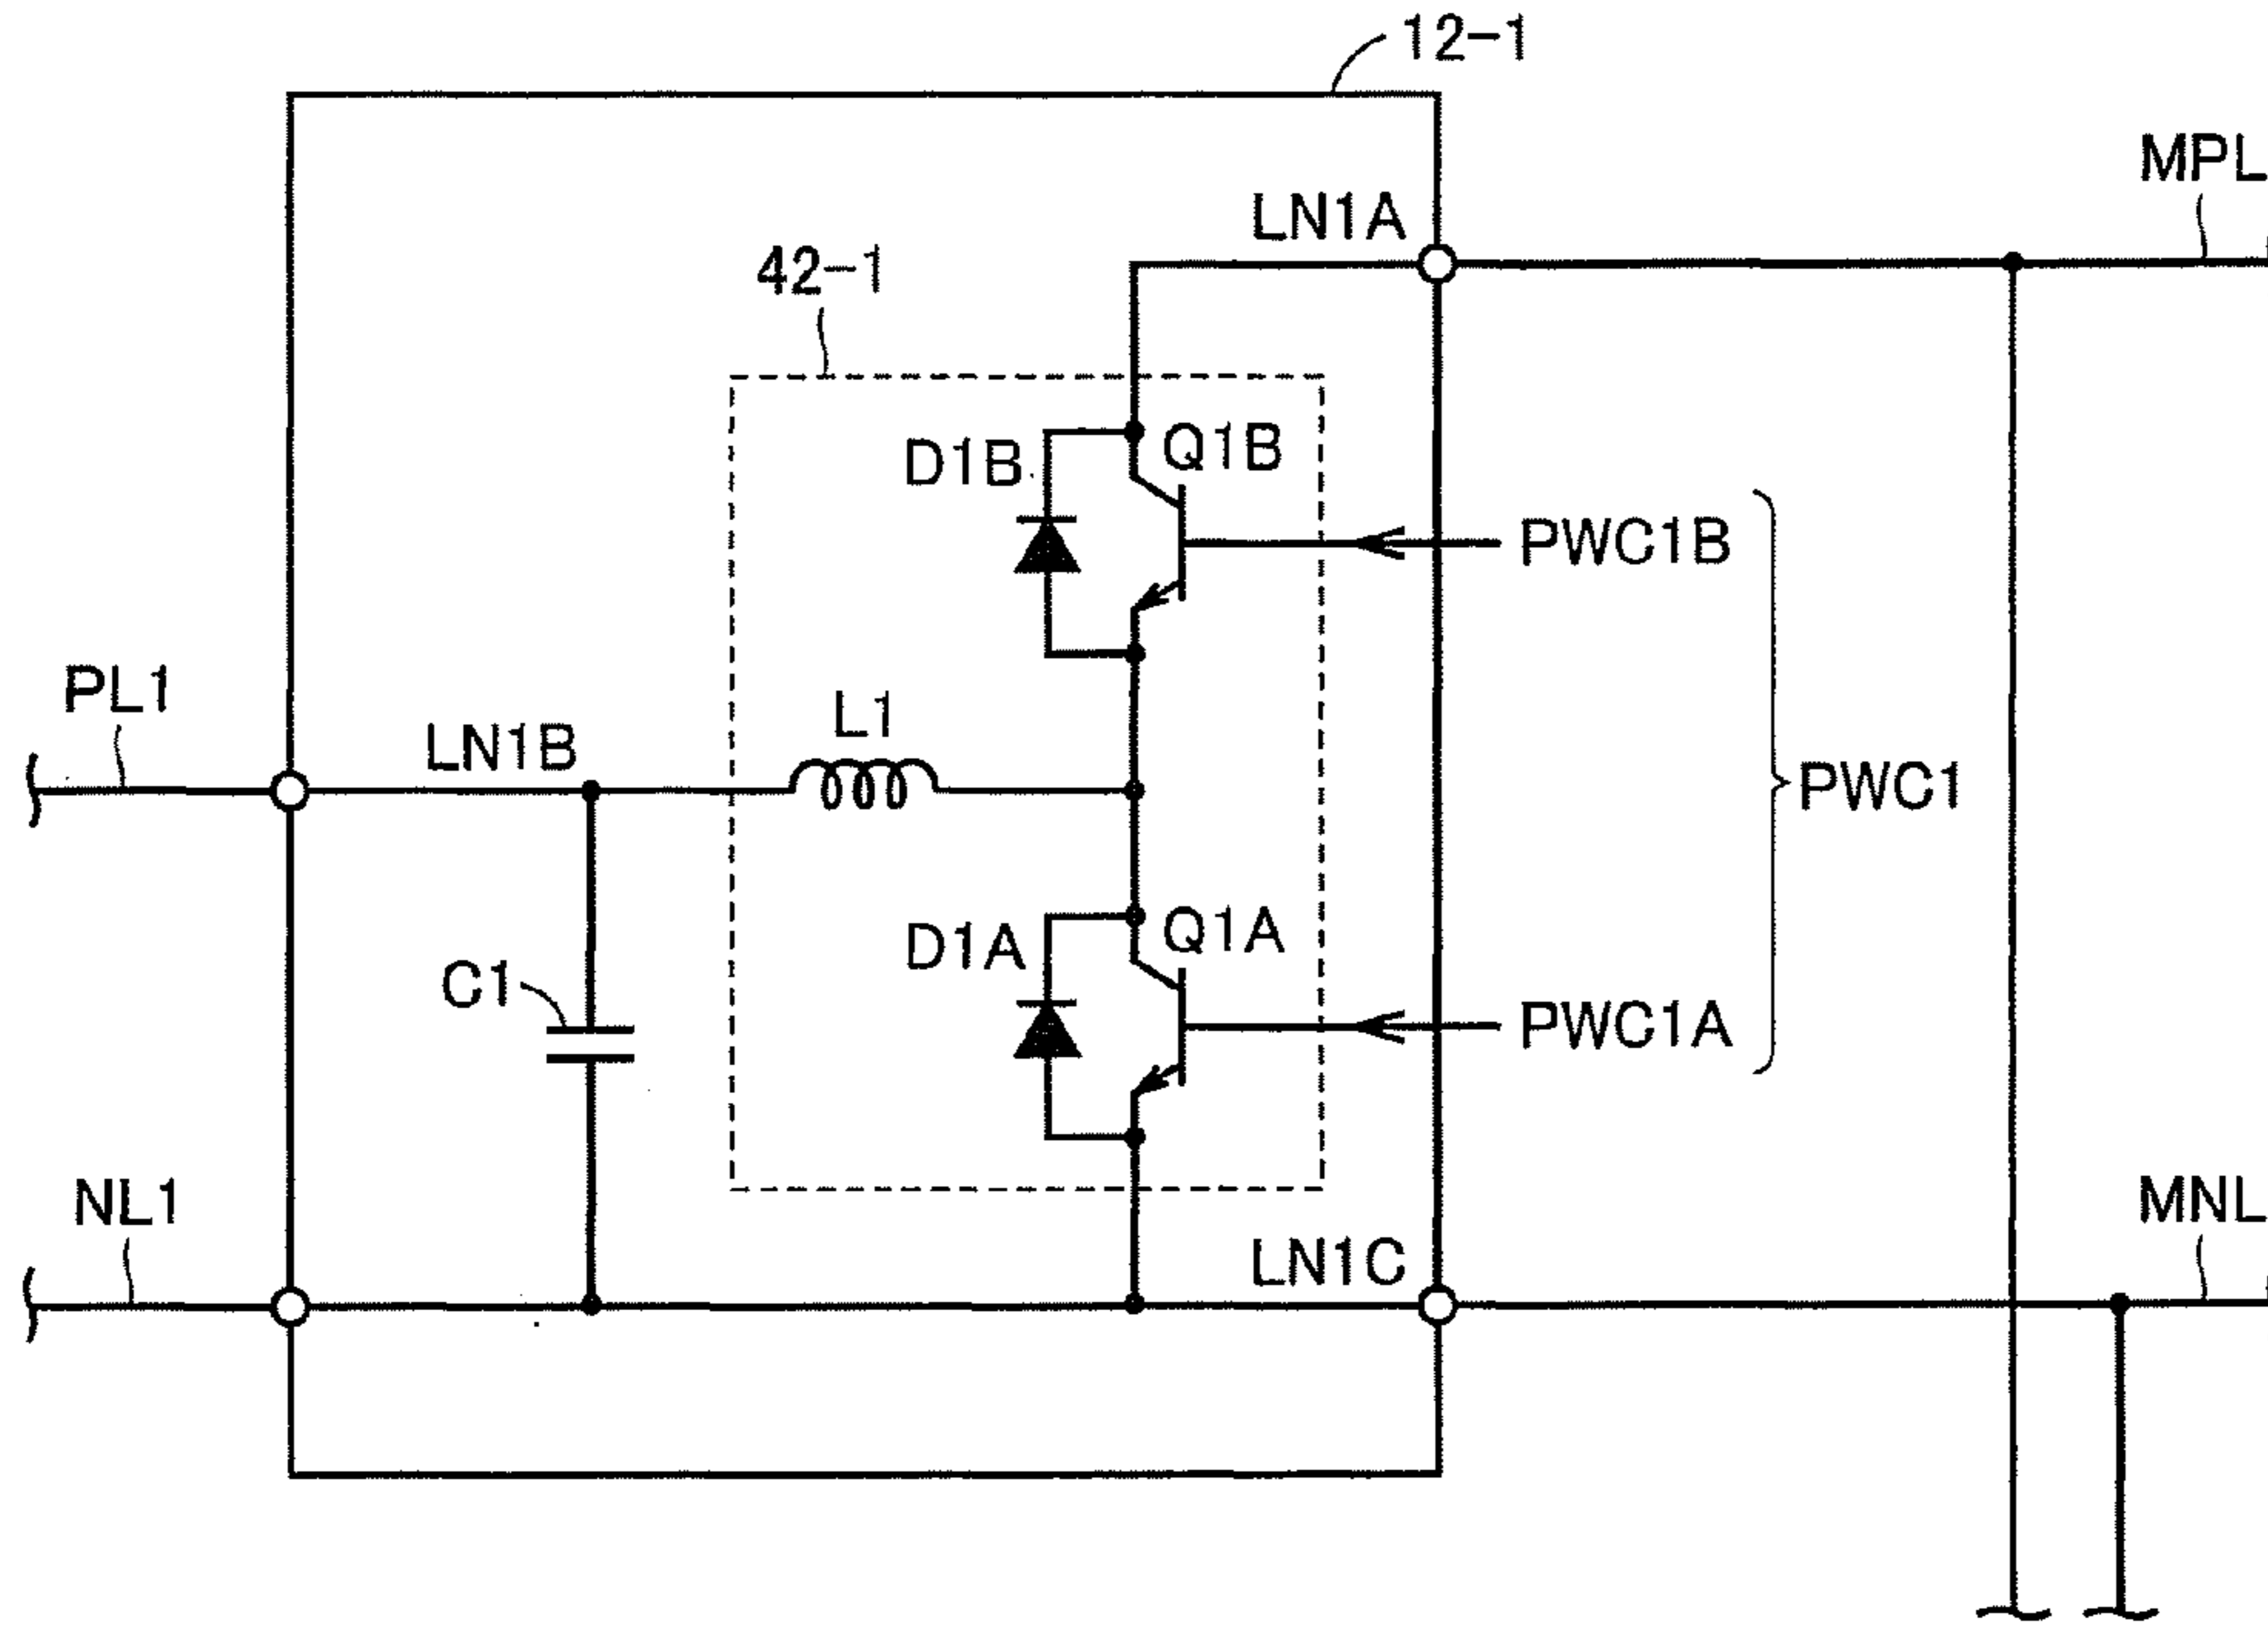 12-1
MPL
LN1A
42-1
D1B
Q1B
PWC1B
PL1
LN1B
L1
PWC1
D1A
Q1A
C1
PWC1A
NL1
MNL
LN1C